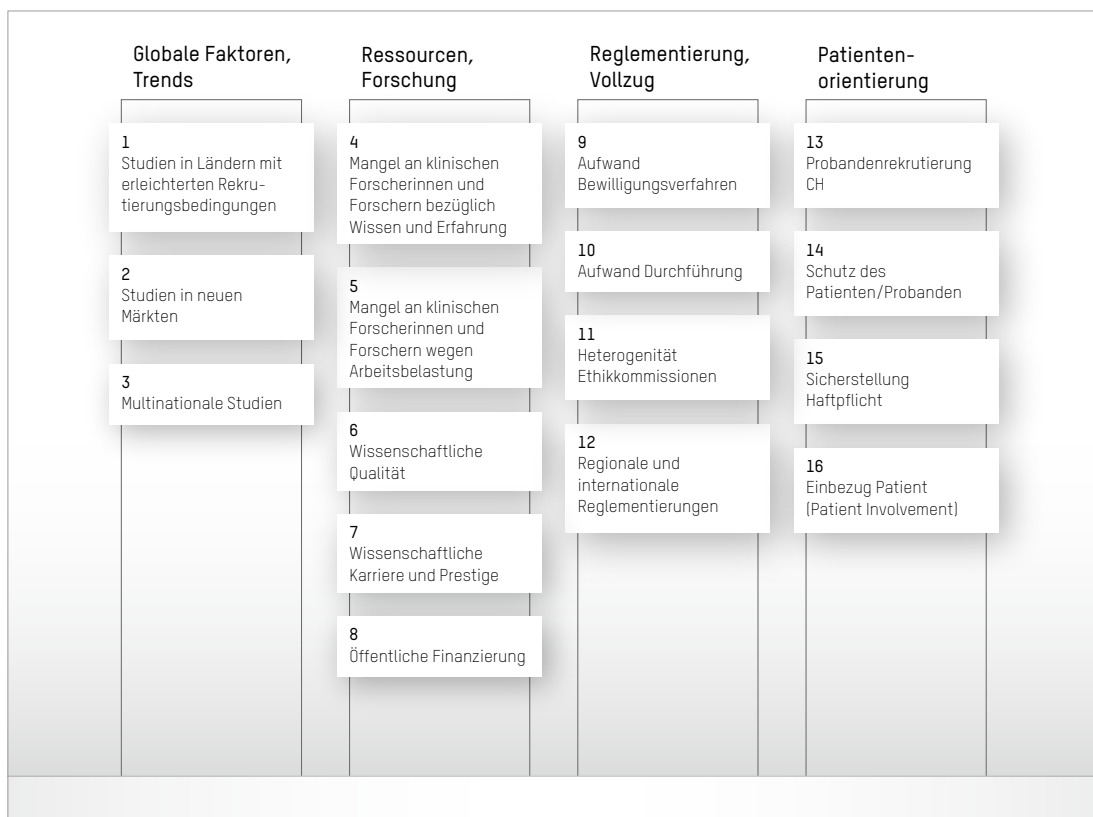 Globale Faktoren,
Trends
1
Studien in Ländern mit
erleichterten Rekru-
tierungsbedingungen
2
Studien in neuen
Märkten
3
Multinationale Studien
Ressourcen,
Forschung
4
Mangel an klinischen
Forscherinnen und
Forschern bezüglich
Wissen und Erfahrung
5
Mangel an klinischen
Forscherinnen und
Forschern wegen
Arbeitsbelastung
6
Wissenschaftliche
Qualität
7
Wissenschaftliche
Karriere und Prestige
8
Öffentliche Finanzierung
Reglementierung,
Vollzug
9
Aufwand
Bewilligungsverfahren
10
Aufwand Durchführung
11
Heterogenität
Ethikkommissionen
12
Regionale und
internationale
Reglementierungen
Patienten-
orientierung
13
Probandenrekrutierung
CH
14
Schutz des
Patienten/Probanden
15
Sicherstellung
Haftpflicht
16
Einbezug Patient
(Patient Involvement)